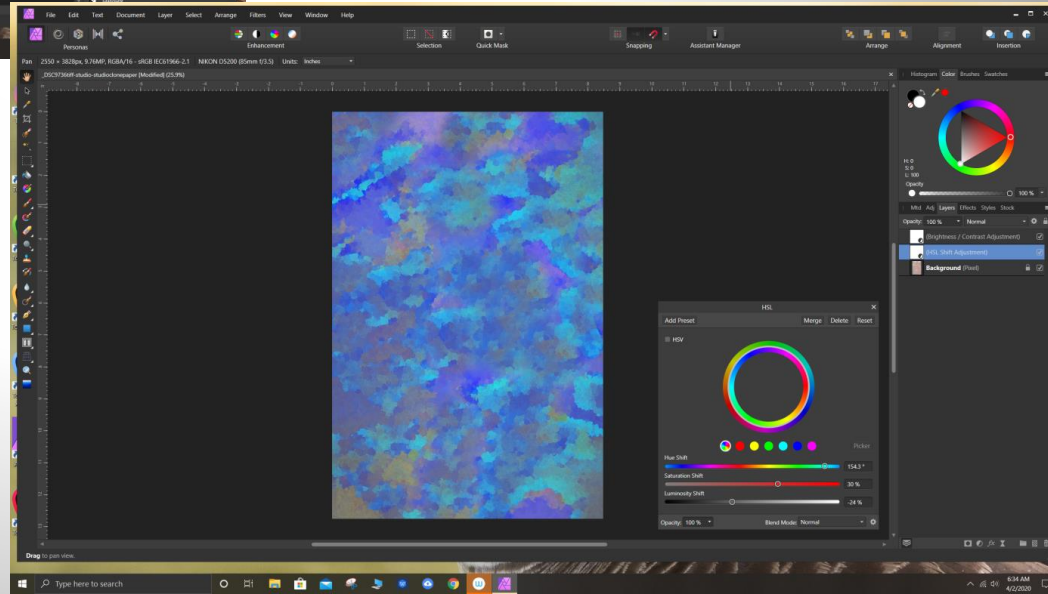 File Edit Text Document Layer Select Arrange Filters View Window Help
Personas Enhancement Selection Quick Mask Snapping Assistant Manager Arrange Alignment Insertion
Pan 2550 × 3828px, 9.76MP, RGBA/16 - sRGB IEC61966-2.1 NIKON D5200 (85mm f/3.5) Units: Inches
Histogram Color Brushes Swatches
H: 0
S: 0
L: 100
Opacity
100 %
Mtd Adj Layers Effects Styles Stock
Opacity: 100 % Normal
(Brightness / Contrast Adjustment)
(HSL Shift Adjustment)
Background (Pixel)
HSL
Add Preset Merge Delete Reset
HSV
Picker
Hue Shift
154.3 °
Saturation Shift
30 %
Luminosity Shift
-24 %
Opacity: 100 % Blend Mode: Normal
Drag to pan view.
Type here to search
6:34 AM
4/2/2020